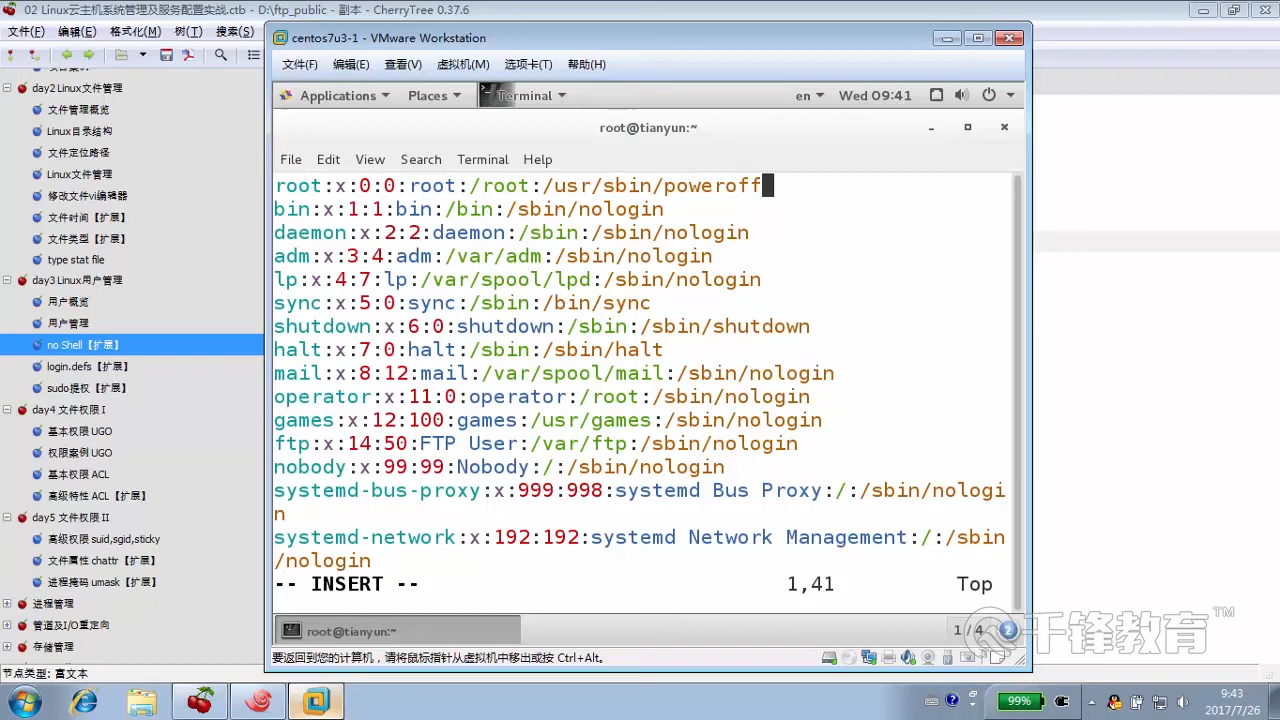 02 Linux云主机系统管理及服务配置实战.ctb - D:\ftp_public - 副本 - CherryTree 0.37.6
文件(F) 编辑(E) 格式化(M) 树(T) 搜索(S)
day2 Linux文件管理
文件管理概览
Linux目录结构
文件定位路径
Linux文件管理
修改文件vi编辑器
文件时间【扩展】
文件类型【扩展】
type stat file
day3 Linux用户管理
用户概览
用户管理
no Shell【扩展】
login.defs【扩展】
sudo提权【扩展】
day4 文件权限 I
基本权限 UGO
权限案例 UGO
基本权限 ACL
高级特性 ACL【扩展】
day5 文件权限 II
高级权限 suid,sgid,sticky
文件属性 chattr【扩展】
进程掩码 umask【扩展】
进程管理
管道及I/O重定向
存储管理
节点类型: 富文本
centos7u3-1 - VMware Workstation
文件(F) 编辑(E) 查看(V) 虚拟机(M) 选项卡(T) 帮助(H)
Applications Places Terminal en Wed 09:41
root@tianyun:~
File Edit View Search Terminal Help
root:x:0:0:root:/root:/usr/sbin/poweroff
bin:x:1:1:bin:/bin:/sbin/nologin
daemon:x:2:2:daemon:/sbin:/sbin/nologin
adm:x:3:4:adm:/var/adm:/sbin/nologin
lp:x:4:7:lp:/var/spool/lpd:/sbin/nologin
sync:x:5:0:sync:/sbin:/bin/sync
shutdown:x:6:0:shutdown:/sbin:/sbin/shutdown
halt:x:7:0:halt:/sbin:/sbin/halt
mail:x:8:12:mail:/var/spool/mail:/sbin/nologin
operator:x:11:0:operator:/root:/sbin/nologin
games:x:12:100:games:/usr/games:/sbin/nologin
ftp:x:14:50:FTP User:/var/ftp:/sbin/nologin
nobody:x:99:99:Nobody:/:/sbin/nologin
systemd-bus-proxy:x:999:998:systemd Bus Proxy:/:/sbin/nologi
n
systemd-network:x:192:192:systemd Network Management:/:/sbin
/nologin
-- INSERT -- 1,41 Top
root@tianyun:~ 1 / 4 2
要返回到您的计算机，请将鼠标指针从虚拟机中移出或按 Ctrl+Alt。
千锋教育 TM
99% 9:43
2017/7/26